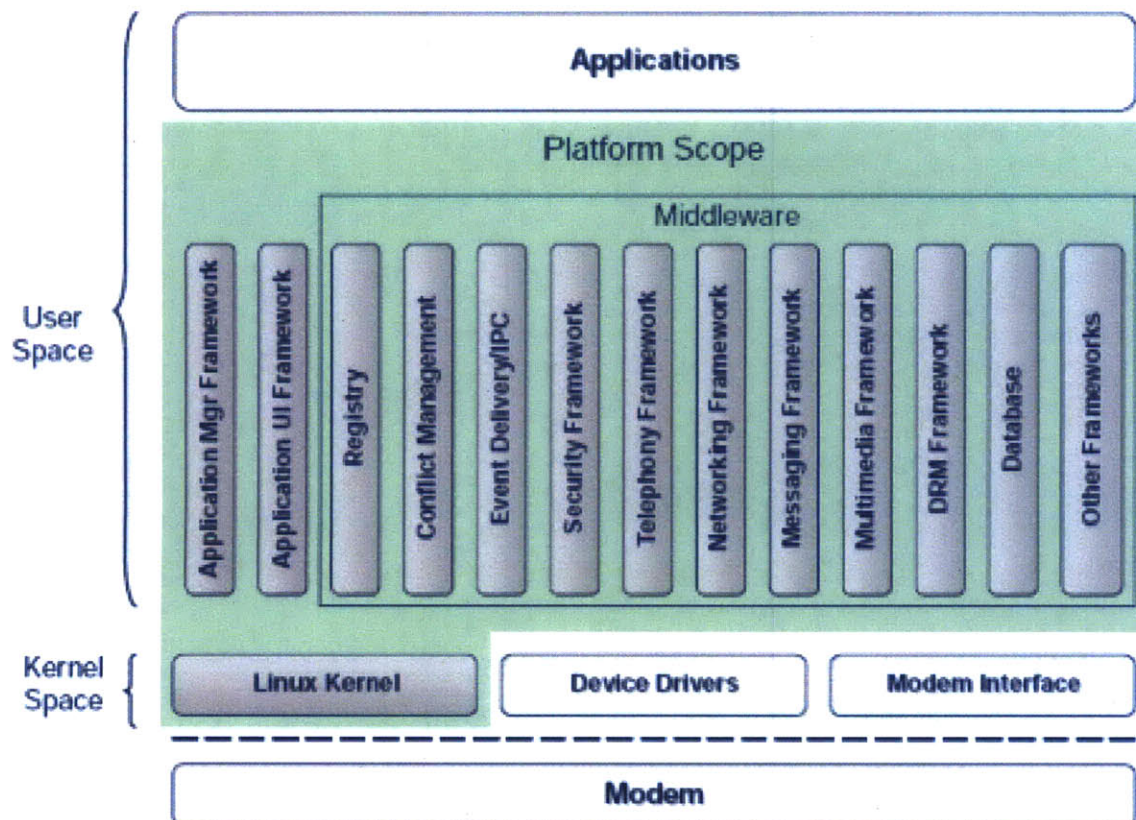 Applications
Platform Scope
Middleware
User
Space
Application Mgr Framework
Application UI Framework
Registry
Conflict Management
Event Delivery/IPC
Security Framework
Telephony Framework
Networking Framework
Messaging Framework
Multimedia Framework
DRM Framework
Database
Other Frameworks
Kernel
Space
Linux Kernel
Device Drivers
Modem Interface
Modem